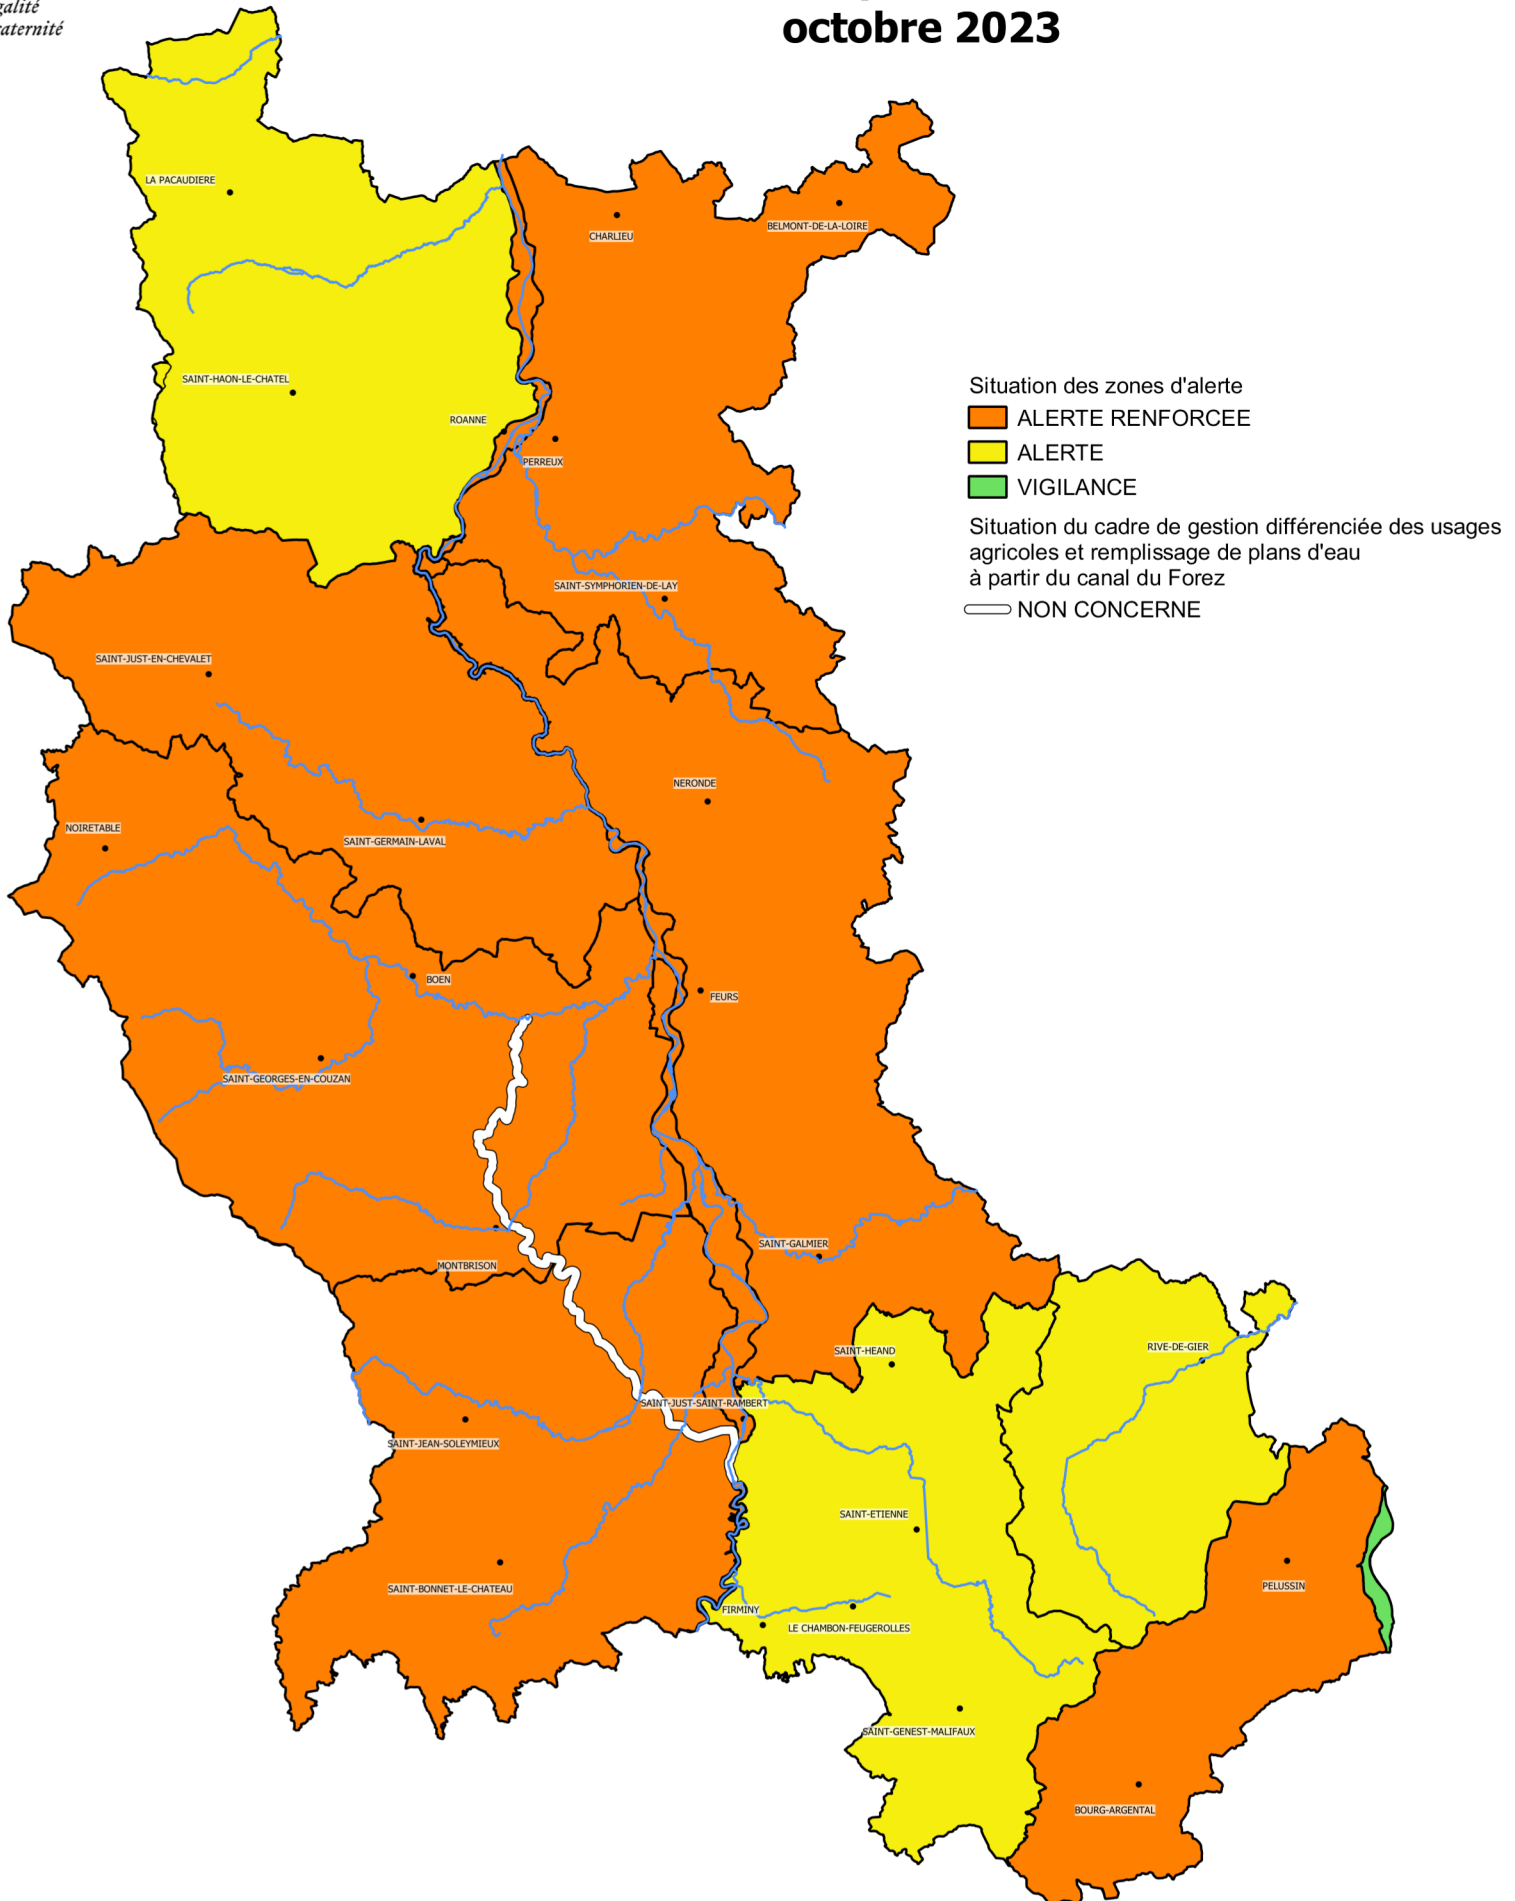 galité
raternité
octobre 2023
LA PACAUDIERE
CHARLIEU
BELMONT-DE-LA-LOIRE
SAINT-HAON-LE-CHATEL
ROANNE
PERREUX
Situation des zones d'alerte
ALERTE RENFORCEE
ALERTE
VIGILANCE
Situation du cadre de gestion différenciée des usages
agricoles et remplissage de plans d'eau
à partir du canal du Forez
NON CONCERNE
SAINT-SYMPHORIEN-DE-LAY
SAINT-JUST-EN-CHEVALET
NERONDE
NOIRETABLE
SAINT-GERMAIN-LAVAL
BOEN
FEURS
SAINT-GEORGES-EN-COUZAN
SAINT-GALMIER
MONTBRISON
SAINT-HEAND
RIVE-DE-GIER
SAINT-JUST-SAINT-RAMBERT
SAINT-JEAN-SOLEYMIEUX
SAINT-ETIENNE
SAINT-BONNET-LE-CHATEAU
PELUSSIN
FIRMINY
LE CHAMBON-FEUGEROLLES
SAINT-GENEST-MALIFAUX
BOURG-ARGENTAL